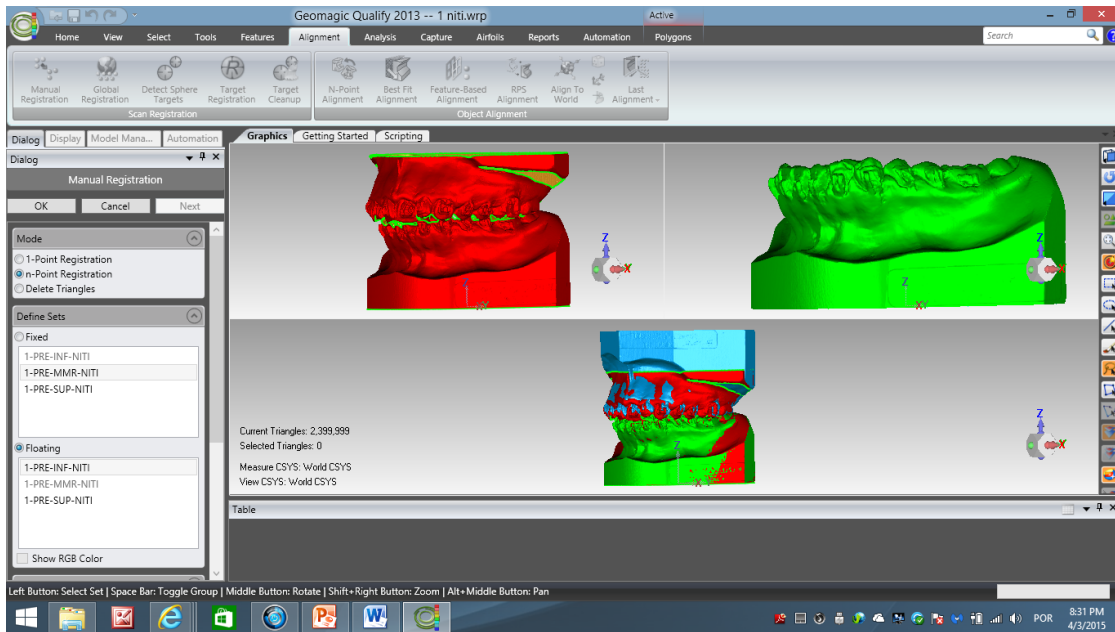 Geomagic Qualify 2013 -- 1 niti.wrp
Active
Home View Select Tools Features Alignment Analysis Capture Airfoils Reports Automation Polygons
Search
Manual Registration
Global Registration
Detect Sphere Targets
Target Registration
Target Cleanup
N-Point Alignment
Best Fit Alignment
Feature-Based Alignment
RPS Alignment
Align To World
Last Alignment
Scan Registration
Object Alignment
Dialog Display Model Mana... Automation
Graphics Getting Started Scripting
Dialog
Manual Registration
OK Cancel Next
Mode
1-Point Registration
n-Point Registration
Delete Triangles
Define Sets
Fixed
1-PRE-INF-NITI
1-PRE-MMR-NITI
1-PRE-SUP-NITI
Floating
1-PRE-INF-NITI
1-PRE-MMR-NITI
1-PRE-SUP-NITI
Show RGB Color
Z
X
Z
XY
Z
X
Z
XY
Current Triangles: 2,399,999
Selected Triangles: 0
Measure CSYS: World CSYS
View CSYS: World CSYS
Z
X Y
Z
X
Table
Left Button: Select Set | Space Bar: Toggle Group | Middle Button: Rotate | Shift+Right Button: Zoom | Alt+Middle Button: Pan
POR
8:31 PM
4/3/2015